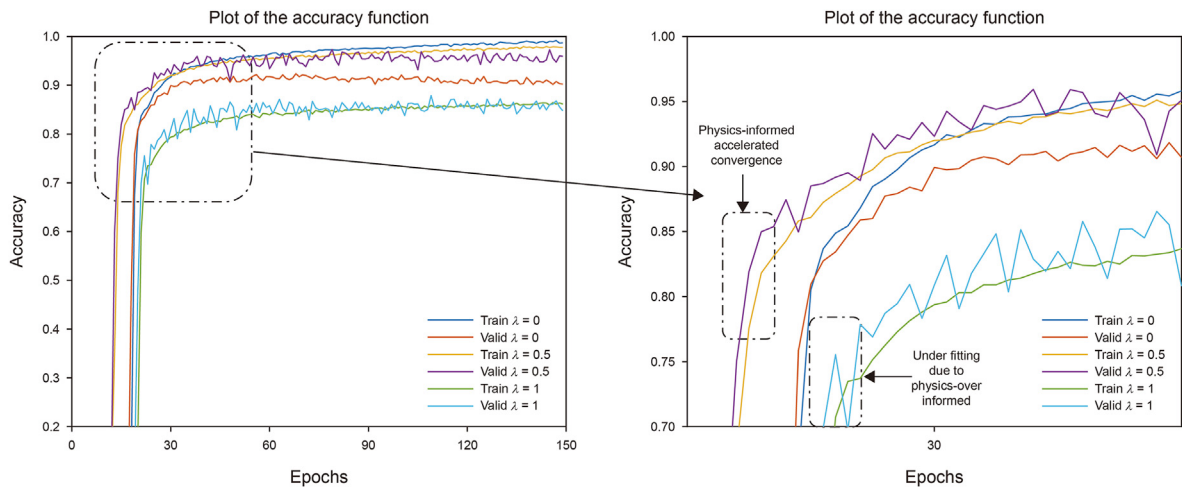 Plot of the accuracy function
1.00
0.9
0.8
0.7
0.6
0.5
0.4
0.3
0.2
0
30
60
90
120
150
Accuracy
Epochs
Train λ = 0
Valid λ = 0
Train λ = 0.5
Valid λ = 0.5
Train λ = 1
Valid λ = 1
Plot of the accuracy function
1.00
0.95
0.90
0.85
0.80
0.75
0.70
30
Accuracy
Epochs
Physics-informed
accelerated
convergence
Under fitting
due to
physics-over
informed
Train λ = 0
Valid λ = 0
Train λ = 0.5
Valid λ = 0.5
Train λ = 1
Valid λ = 1